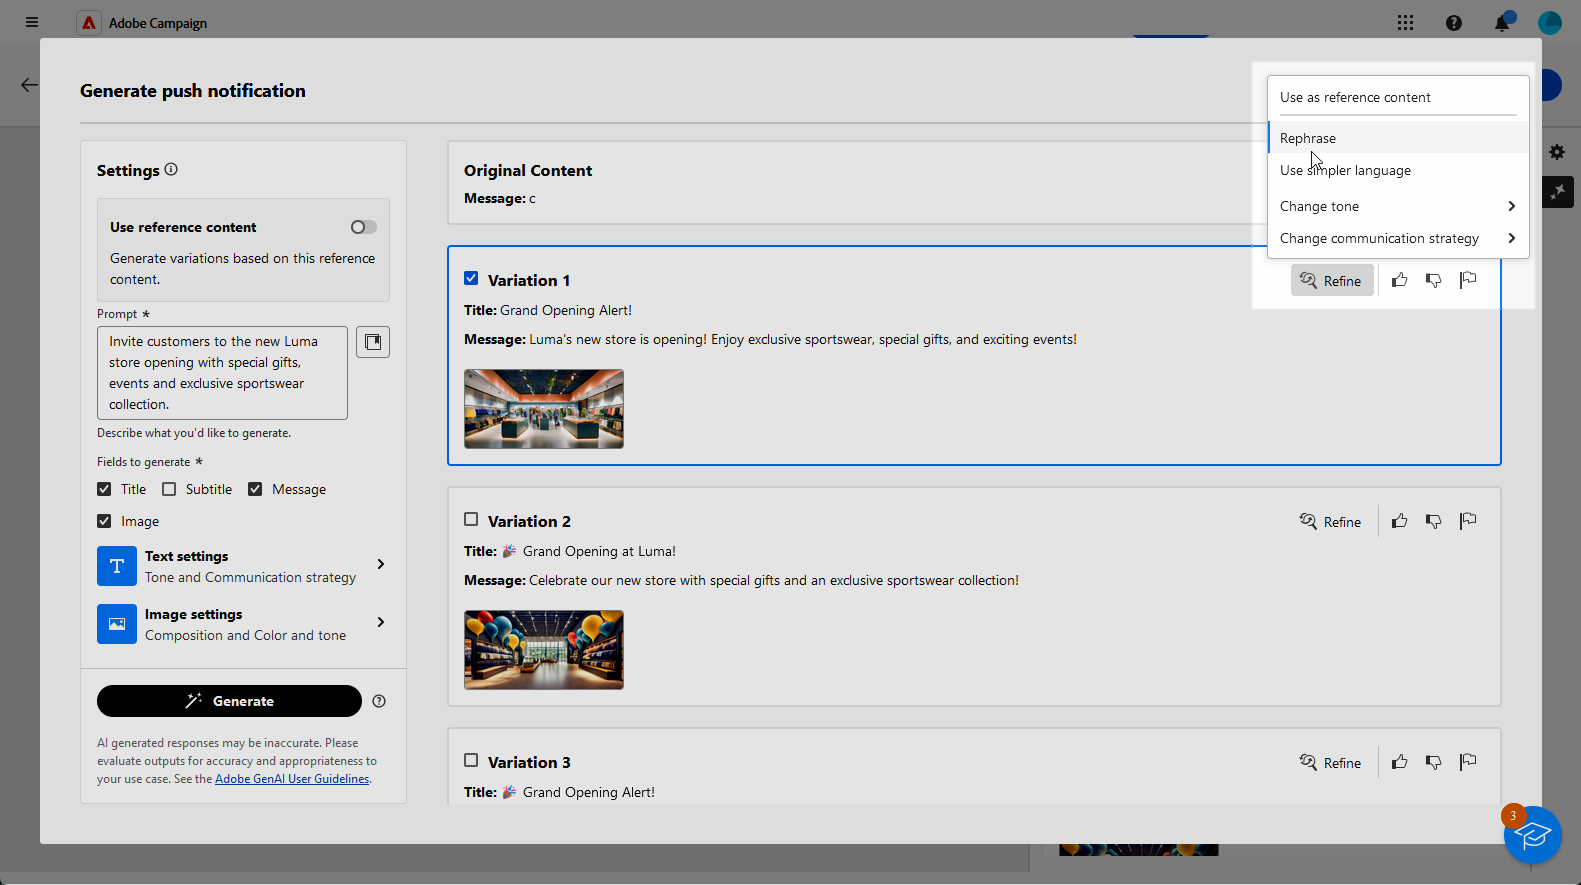 Adobe Campaign
Generate push notification
Settings
Use reference content
Generate variations based on this reference
content.
Prompt *
Invite customers to the new Luma
store opening with special gifts,
events and exclusive sportswear
collection.
Describe what you'd like to generate.
Fields to generate *
Title
Subtitle
Message
Image
T
Text settings
Tone and Communication strategy
Image settings
Composition and Color and tone
Generate
AI generated responses may be inaccurate. Please
evaluate outputs for accuracy and appropriateness to
your use case. See the Adobe GenAI User Guidelines.
Original Content
Message: c
Use as reference content
Rephrase
Use simpler language
Change tone
Change communication strategy
Variation 1
Refine
Title: Grand Opening Alert!
Message: Luma's new store is opening! Enjoy exclusive sportswear, special gifts, and exciting events!
Variation 2
Refine
Title: 🎉 Grand Opening at Luma!
Message: Celebrate our new store with special gifts and an exclusive sportswear collection!
Variation 3
Refine
Title: 🎉 Grand Opening Alert!
3